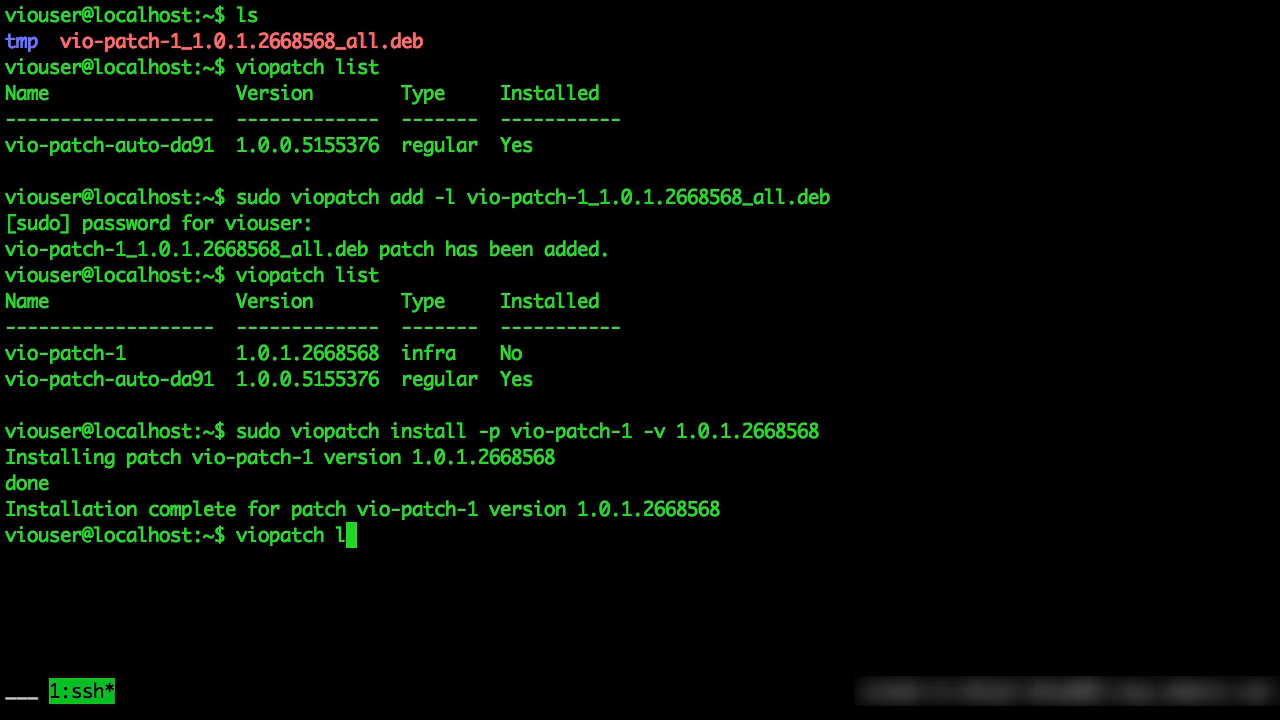 viouser@localhost:~$ ls
tmp  vio-patch-1_1.0.1.2668568_all.deb
viouser@localhost:~$ viopatch list
Name                 Version        Type     Installed
-------------------  -------------  -------  -----------
vio-patch-auto-da91  1.0.0.5155376  regular  Yes
viouser@localhost:~$ sudo viopatch add -l vio-patch-1_1.0.1.2668568_all.deb
[sudo] password for viouser:
vio-patch-1_1.0.1.2668568_all.deb patch has been added.
viouser@localhost:~$ viopatch list
Name                 Version        Type     Installed
-------------------  -------------  -------  -----------
vio-patch-1          1.0.1.2668568  infra    No
vio-patch-auto-da91  1.0.0.5155376  regular  Yes
viouser@localhost:~$ sudo viopatch install -p vio-patch-1 -v 1.0.1.2668568
Installing patch vio-patch-1 version 1.0.1.2668568
done
Installation complete for patch vio-patch-1 version 1.0.1.2668568
viouser@localhost:~$ viopatch l
___ 1:ssh*